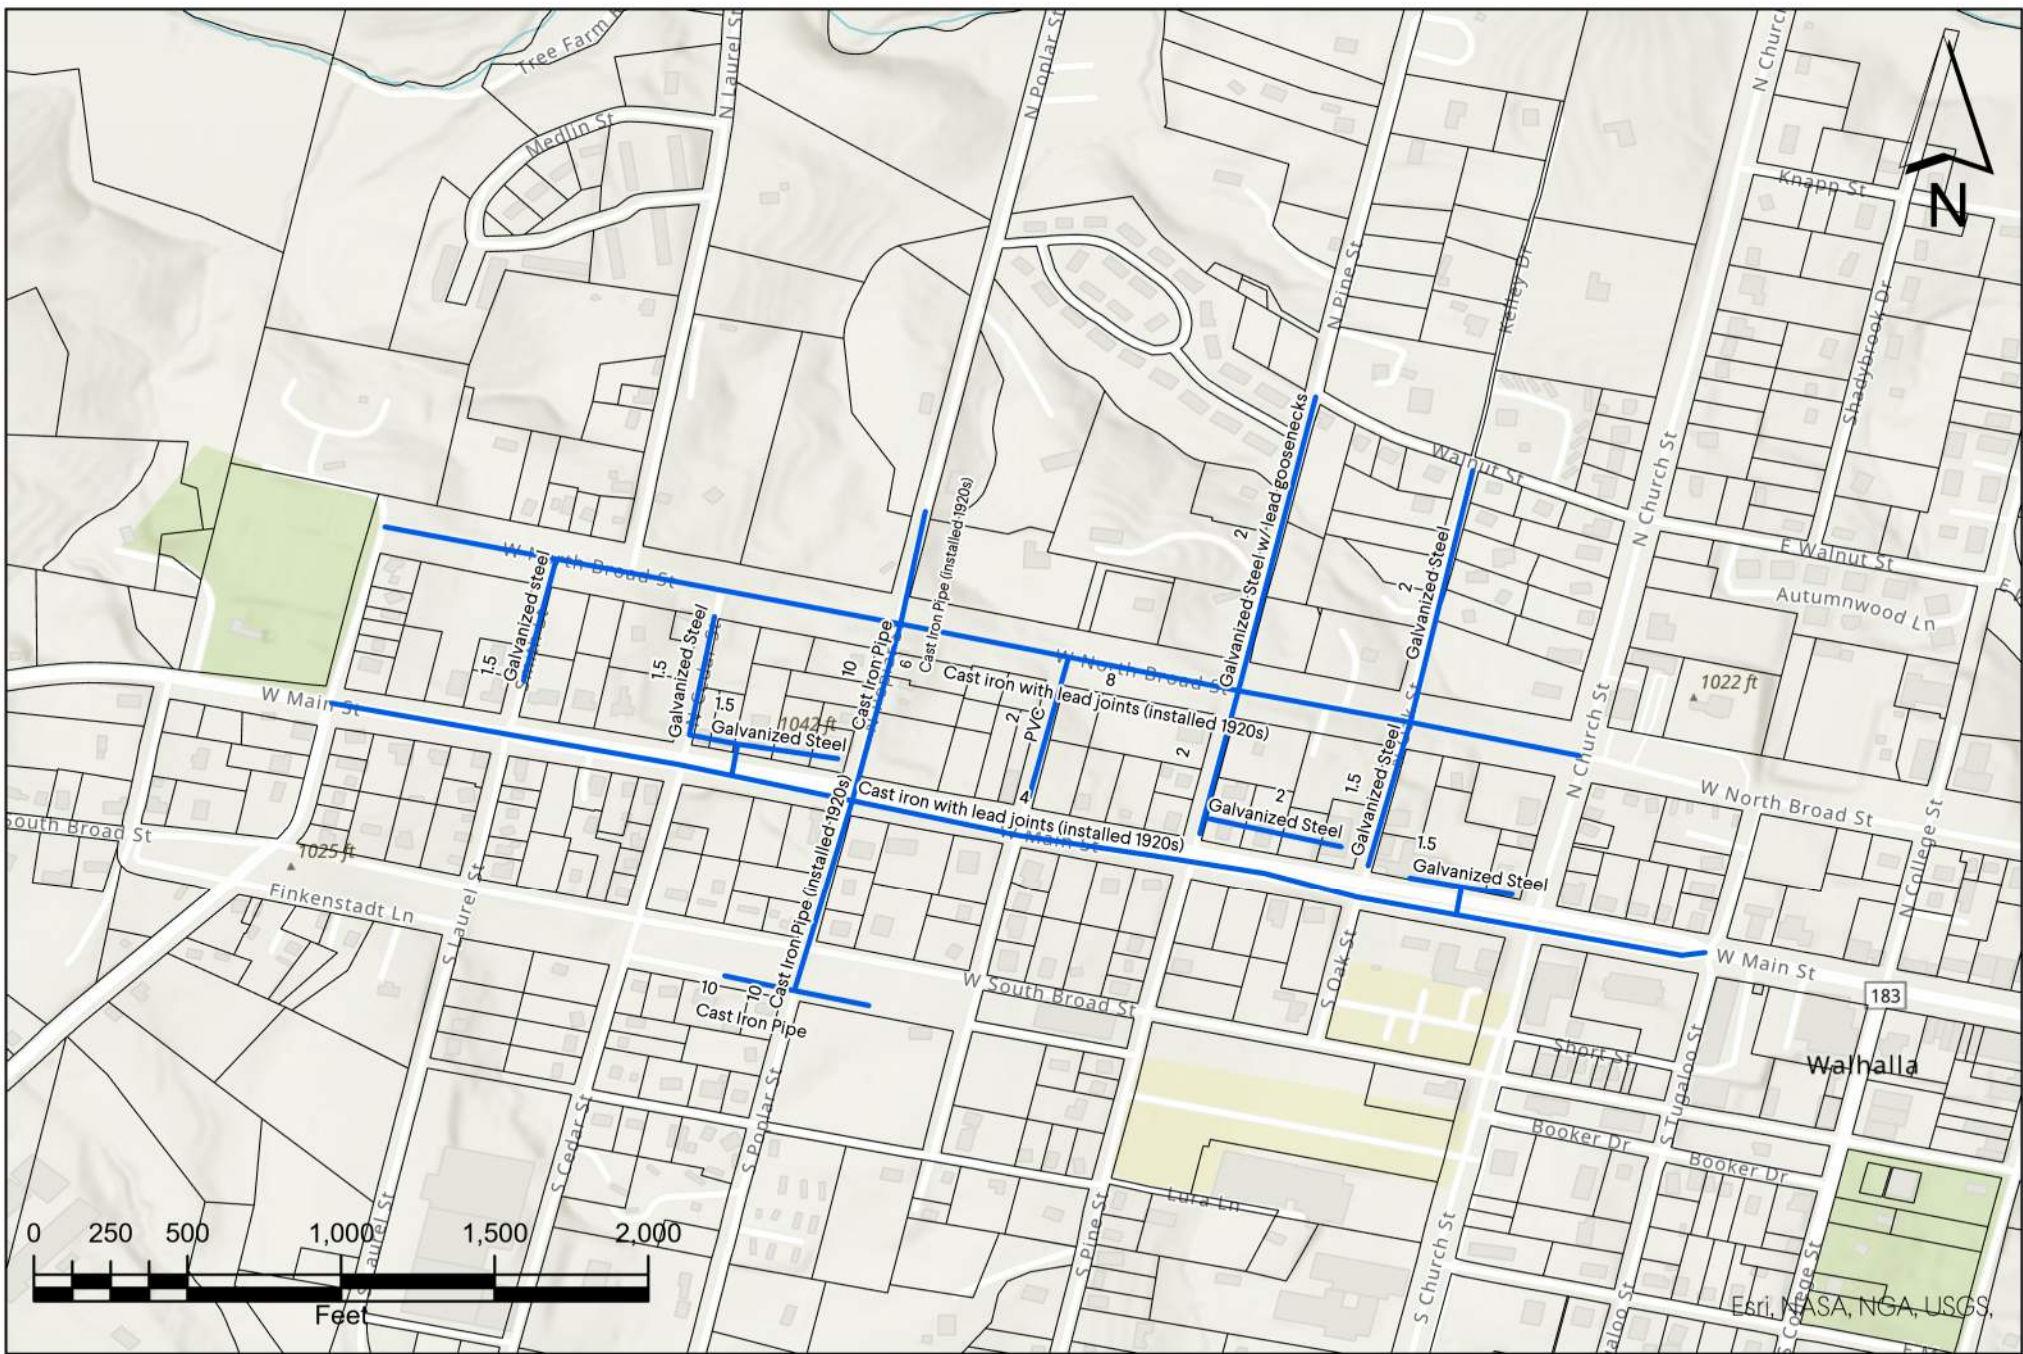 Tree Farm
N Laurel St
N Poplar St
N Church
Medlin St
Knapp St
N
N Pine St
Kelley Dr
Shadybrook Dr
Walnut St
N Church St
E Walnut St
Autumnwood Ln
Cast Iron Pipe (installed 1920s)
2
Galvanized Steel w/ lead goosenecks
2
Galvanized Steel
W North Broad St
1.5
Galvanized steel
1.5
Galvanized Steel
10
Cast Iron Pipe
6
W North Broad St
8
Cast iron with lead joints (installed 1920s)
1022 ft
W Main St
1.5
1042 ft
Galvanized Steel
2
PVC
4
2
2
Galvanized Steel
1.5
Galvanized Steel
N Church St
W North Broad St
Cast iron with lead joints (installed 1920s)
W Main St
1.5
Galvanized Steel
South Broad St
1025 ft
Finkenstadt Ln
S Laurel St
N College St
10
Cast Iron Pipe (installed 1920s)
10
Cast Iron Pipe
W South Broad St
S Oak St
W Main St
183
Short St
Walhalla
S Tugaloo St
Booker Dr
Booker Dr
S Cedar St
S Poplar St
Lura Ln
S Pine St
S Church St
S College St
aurel St
aloo St
0 250 500 1,000 1,500 2,000
Feet
Esri, NASA, NGA, USGS,